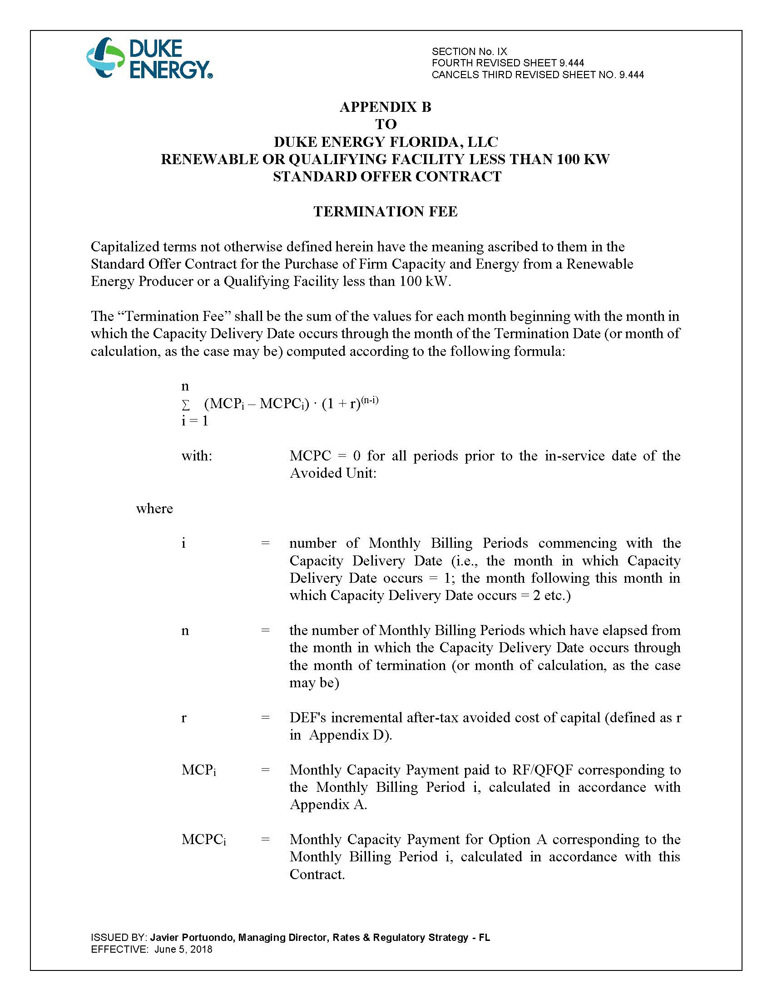 DUKE
ENERGY®
SECTION No. IX
FOURTH REVISED SHEET 9.444
CANCELS THIRD REVISED SHEET NO. 9.444
APPENDIX B
TO
DUKE ENERGY FLORIDA, LLC
RENEWABLE OR QUALIFYING FACILITY LESS THAN 100 KW
STANDARD OFFER CONTRACT
TERMINATION FEE
Capitalized terms not otherwise defined herein have the meaning ascribed to them in the
Standard Offer Contract for the Purchase of Firm Capacity and Energy from a Renewable
Energy Producer or a Qualifying Facility less than 100 kW.
The “Termination Fee” shall be the sum of the values for each month beginning with the month in
which the Capacity Delivery Date occurs through the month of the Termination Date (or month of
calculation, as the case may be) computed according to the following formula:
n
∑ (MCPi – MCPCi) · (1 + r)(n-i)
i = 1
with: MCPC = 0 for all periods prior to the in-service date of the
Avoided Unit:
where
i = number of Monthly Billing Periods commencing with the
Capacity Delivery Date (i.e., the month in which Capacity
Delivery Date occurs = 1; the month following this month in
which Capacity Delivery Date occurs = 2 etc.)
n = the number of Monthly Billing Periods which have elapsed from
the month in which the Capacity Delivery Date occurs through
the month of termination (or month of calculation, as the case
may be)
r = DEF's incremental after-tax avoided cost of capital (defined as r
in Appendix D).
MCPi = Monthly Capacity Payment paid to RF/QFQF corresponding to
the Monthly Billing Period i, calculated in accordance with
Appendix A.
MCPCi = Monthly Capacity Payment for Option A corresponding to the
Monthly Billing Period i, calculated in accordance with this
Contract.
ISSUED BY: Javier Portuondo, Managing Director, Rates & Regulatory Strategy - FL
EFFECTIVE: June 5, 2018